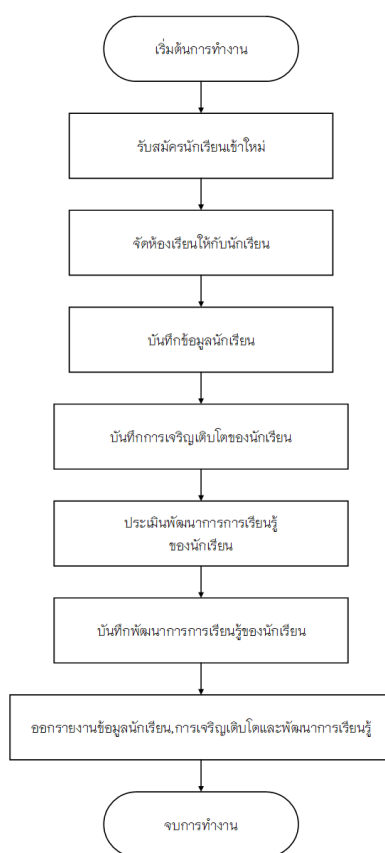 เริ่มต้นการทำงาน
รับสมัครนักเรียนเข้าใหม่
จัดห้องเรียนให้กับนักเรียน
บันทึกข้อมูลนักเรียน
บันทึกการเจริญเติบโตของนักเรียน
ประเมินพัฒนาการการเรียนรู้
ของนักเรียน
บันทึกพัฒนาการการเรียนรู้ของนักเรียน
ออกรายงานข้อมูลนักเรียน,การเจริญเติบโตและพัฒนาการเรียนรู้
จบการทำงาน